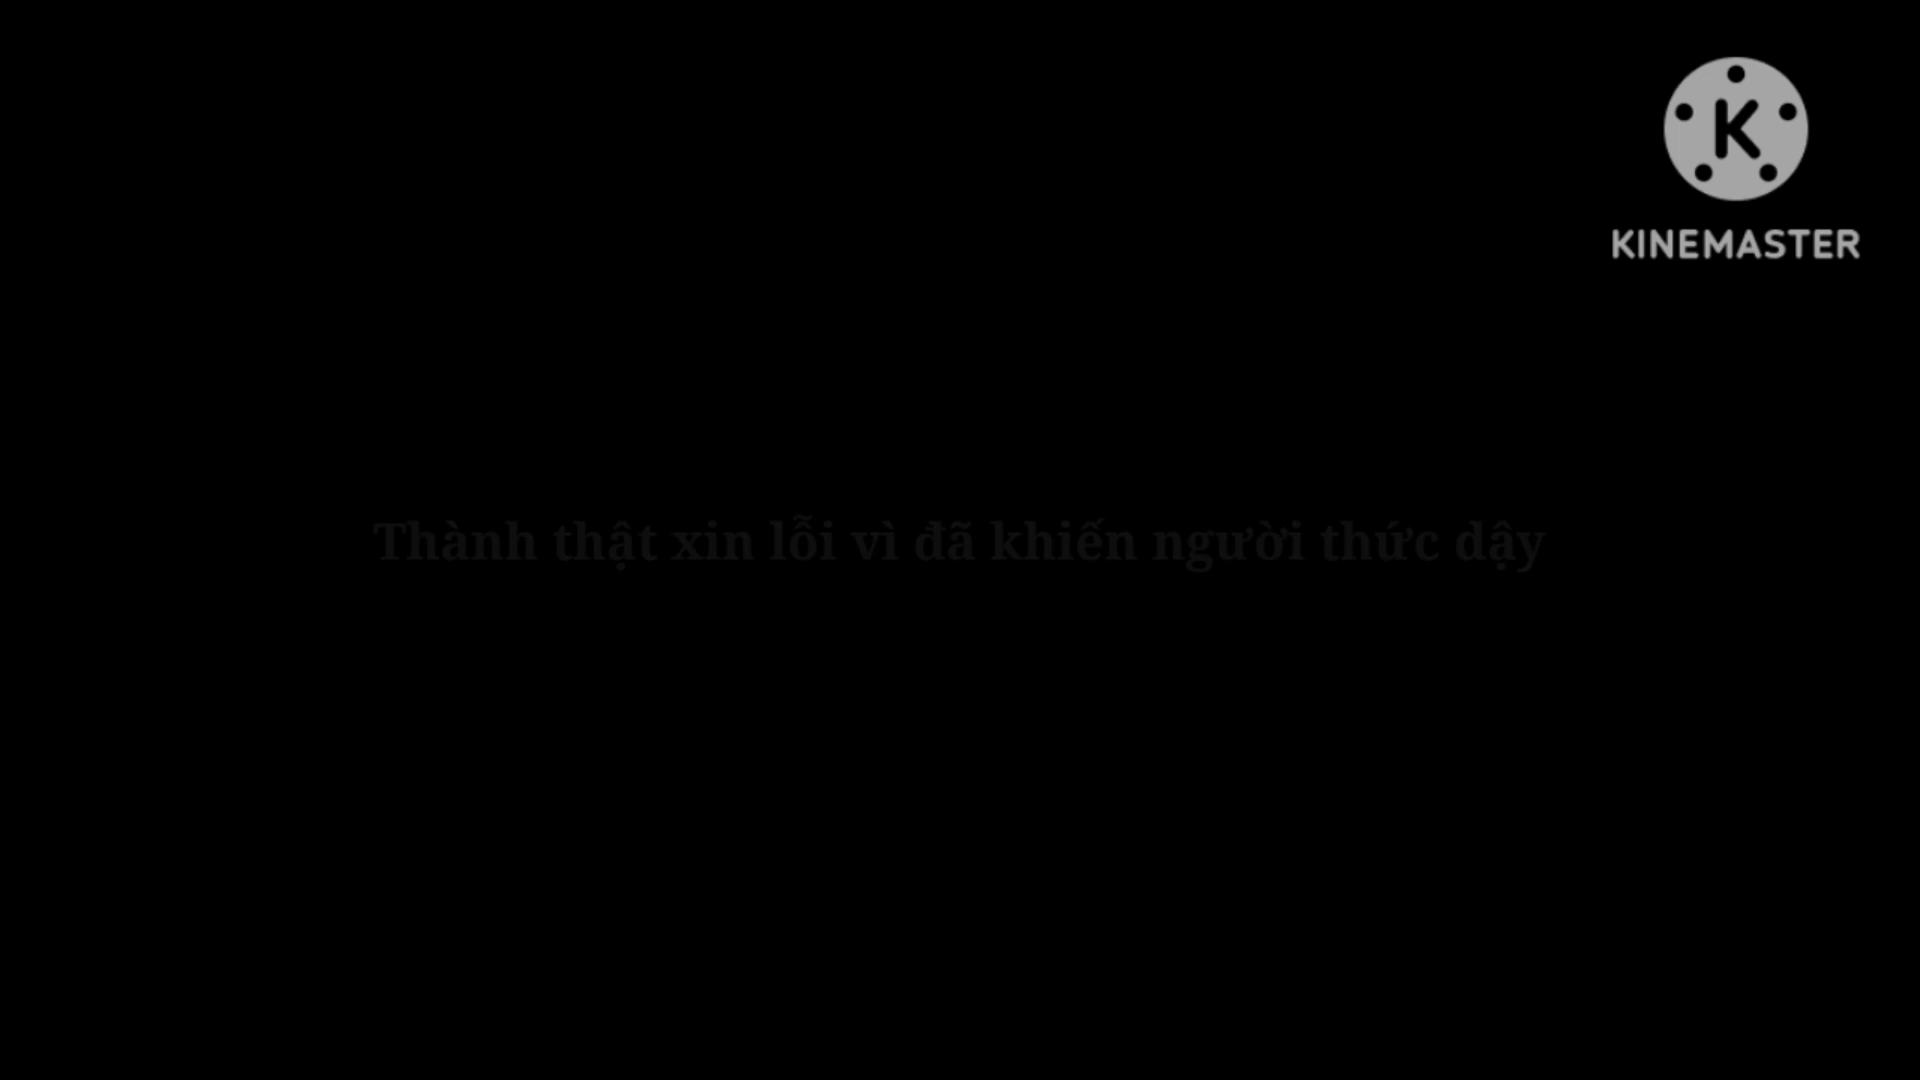 K
KINEMASTER
Thành thật xin lỗi vì đã khiến người thức dậy